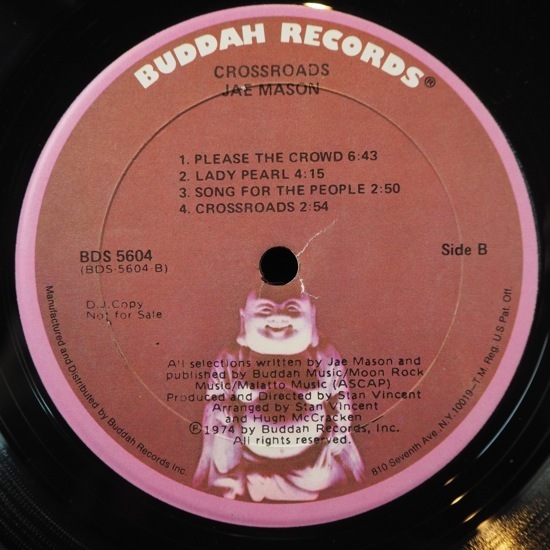 BUDDAH RECORDS®
CROSSROADS
JAE MASON
1. PLEASE THE CROWD 6:43
2. LADY PEARL 4:15
3. SONG FOR THE PEOPLE 2:50
4. CROSSROADS 2:54
BDS 5604
(BDS-5604-B)
Side B
D.J. Copy
Not for Sale
All selections written by Jae Mason and
published by Buddah Music/Moon Rock
Music/Malatto Music (ASCAP)
Produced and Directed by Stan Vincent
Arranged by Stan Vincent
and Hugh McCracken
℗1974 by Buddah Records, Inc.
All rights reserved.
Manufactured and Distributed by Buddah Records Inc.
810 Seventh Ave., N.Y. 10019–T.M. Reg. U.S. Pat. Off.